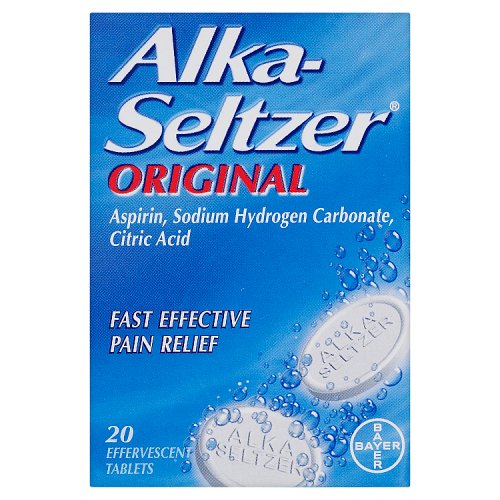 Alka-
Seltzer®
ORIGINAL
Aspirin, Sodium Hydrogen Carbonate,
Citric Acid
FAST EFFECTIVE
PAIN RELIEF
ALKA
SELTZER
20
EFFERVESCENT
TABLETS
ALKA
SELTZER
BAYER
BAYER